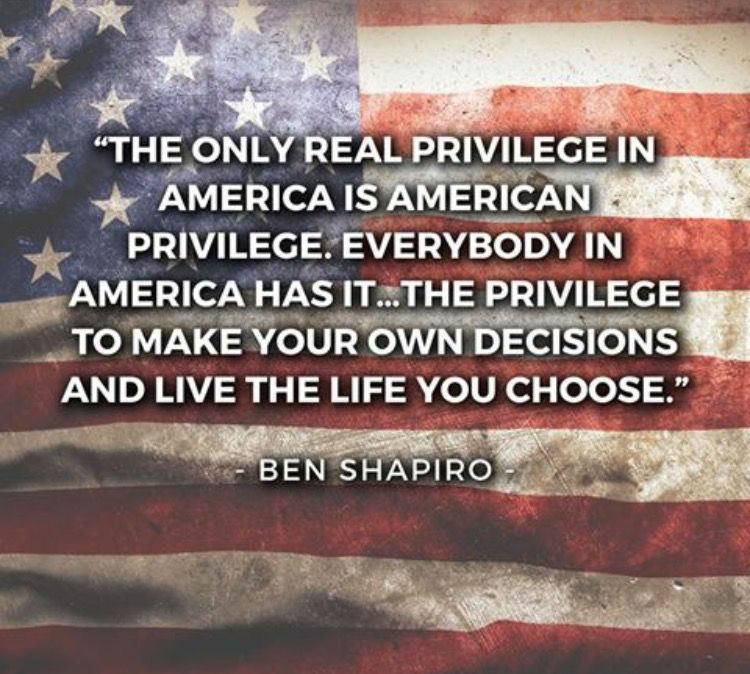 “THE ONLY REAL PRIVILEGE IN
AMERICA IS AMERICAN
PRIVILEGE. EVERYBODY IN
AMERICA HAS IT...THE PRIVILEGE
TO MAKE YOUR OWN DECISIONS
AND LIVE THE LIFE YOU CHOOSE.”
- BEN SHAPIRO -